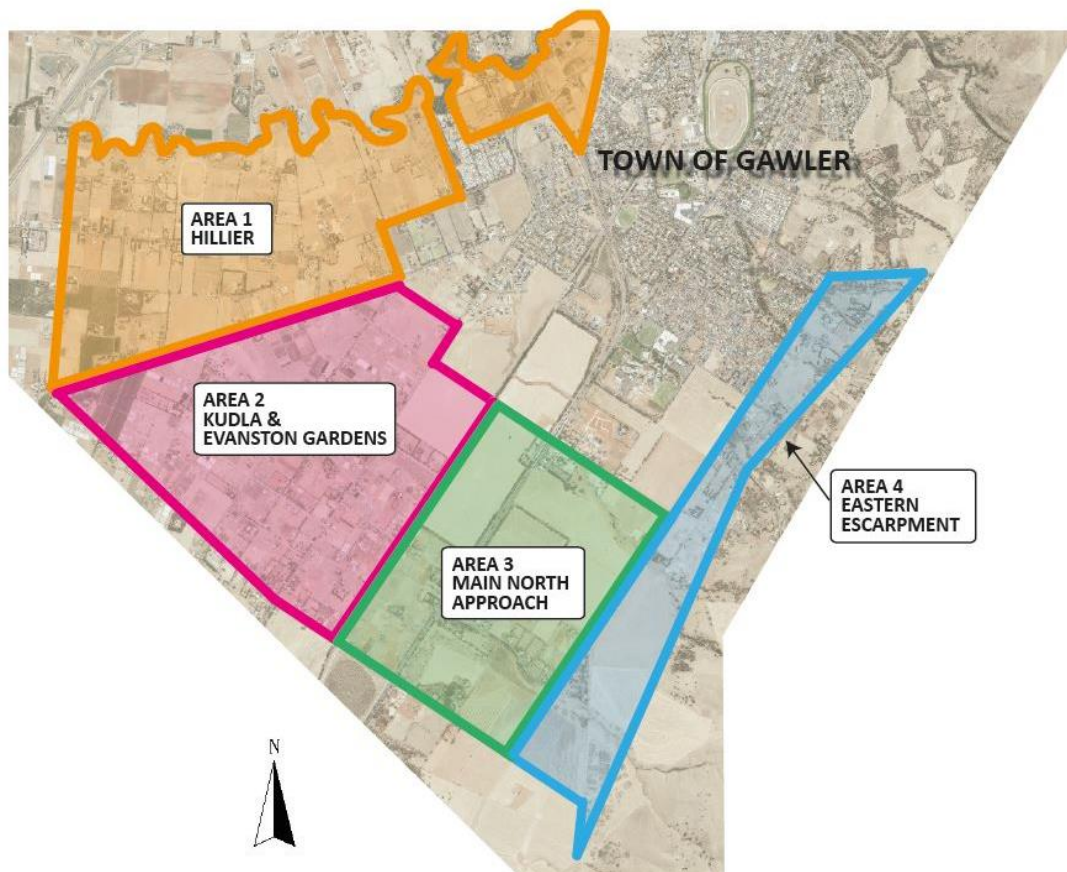 TOWN OF GAWLER
AREA 1
HILLIER
AREA 2
KUDLA &
EVANSTON GARDENS
AREA 3
MAIN NORTH
APPROACH
AREA 4
EASTERN
ESCARPMENT
N